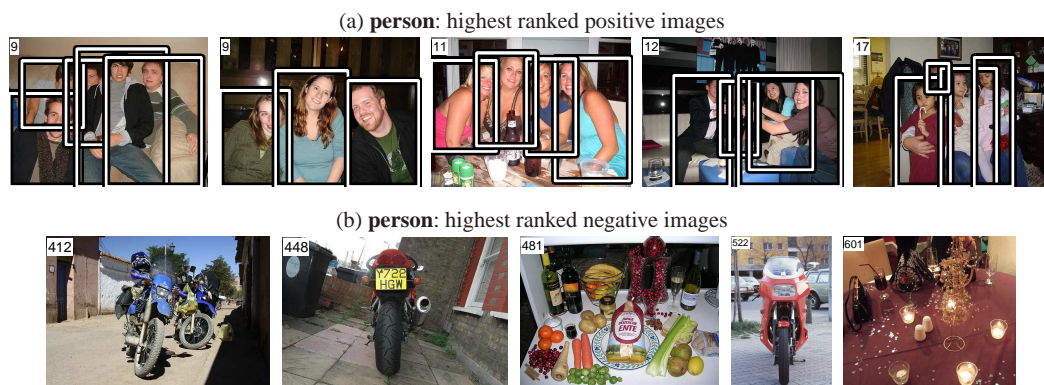 (a) person: highest ranked positive images
9
9
11
12
17
(b) person: highest ranked negative images
412
448
481
522
601
Y722
HGW
ENTE